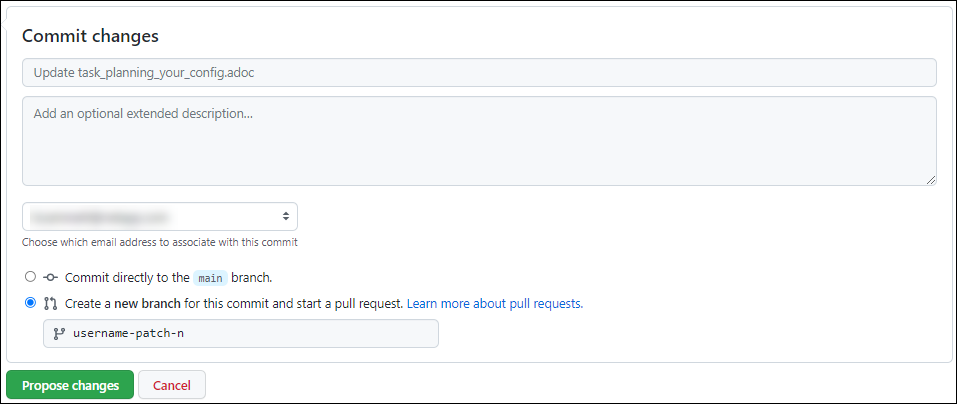 Commit changes
Update task_planning_your_config.adoc
Add an optional extended description...
Choose which email address to associate with this commit
Commit directly to the main branch.
Create a new branch for this commit and start a pull request. Learn more about pull requests.
username-patch-n
Propose changes
Cancel